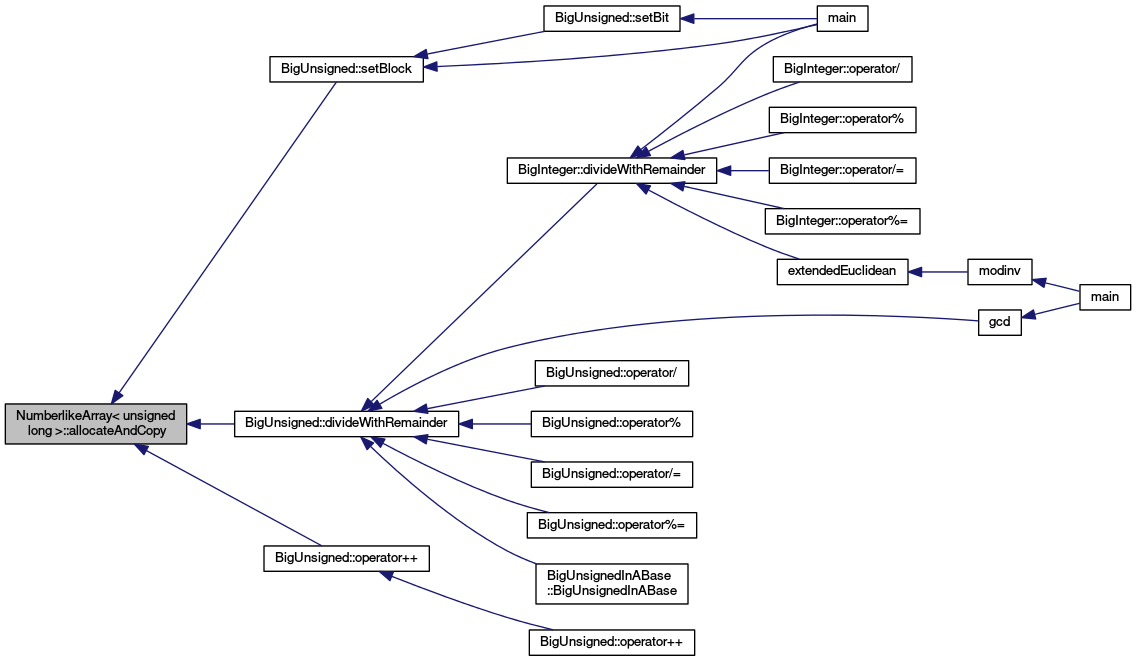 BigUnsigned::setBit
main
BigUnsigned::setBlock
BigInteger::operator/
BigInteger::operator%
BigInteger::divideWithRemainder
BigInteger::operator/=
BigInteger::operator%=
extendedEuclidean
modinv
main
gcd
BigUnsigned::operator/
NumberlikeArray< unsigned
long >::allocateAndCopy
BigUnsigned::divideWithRemainder
BigUnsigned::operator%
BigUnsigned::operator/=
BigUnsigned::operator%=
BigUnsigned::operator++
BigUnsignedInABase
::BigUnsignedInABase
BigUnsigned::operator++